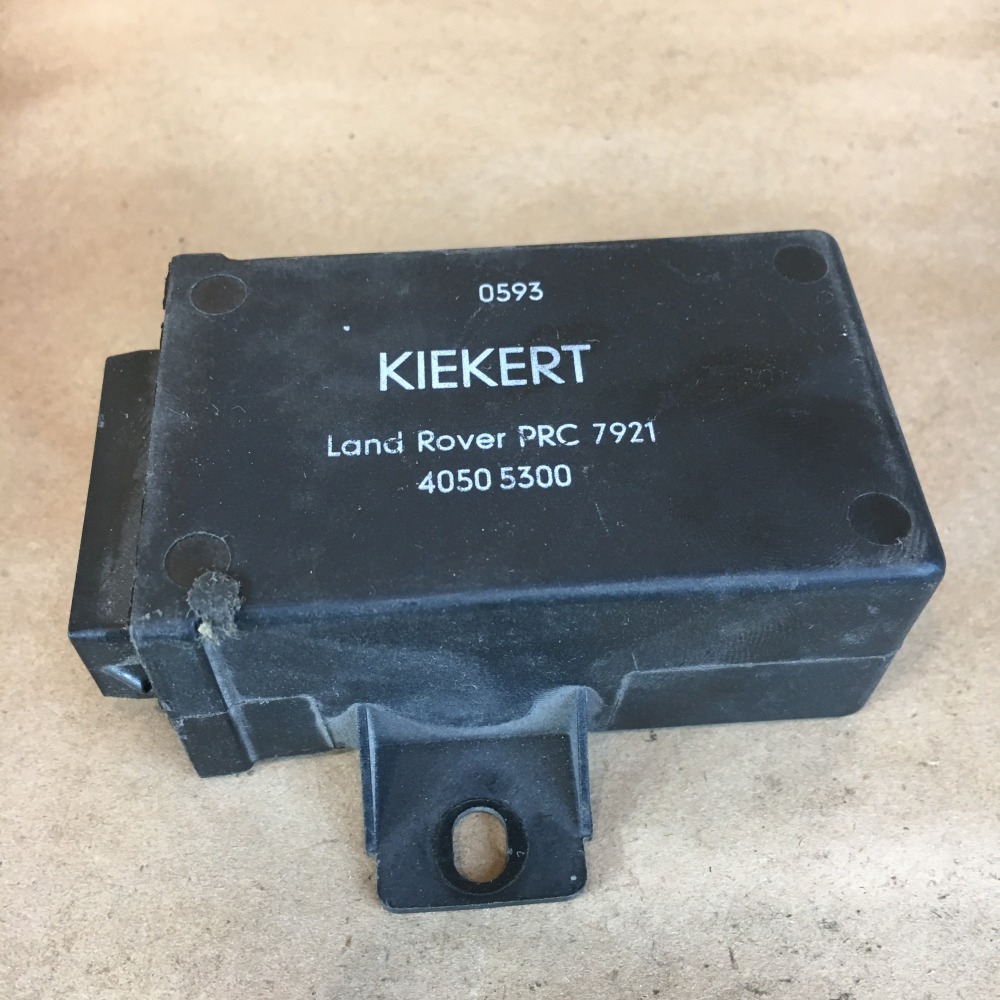 0593
KIEKERT
Land Rover PRC 7921
4050 5300